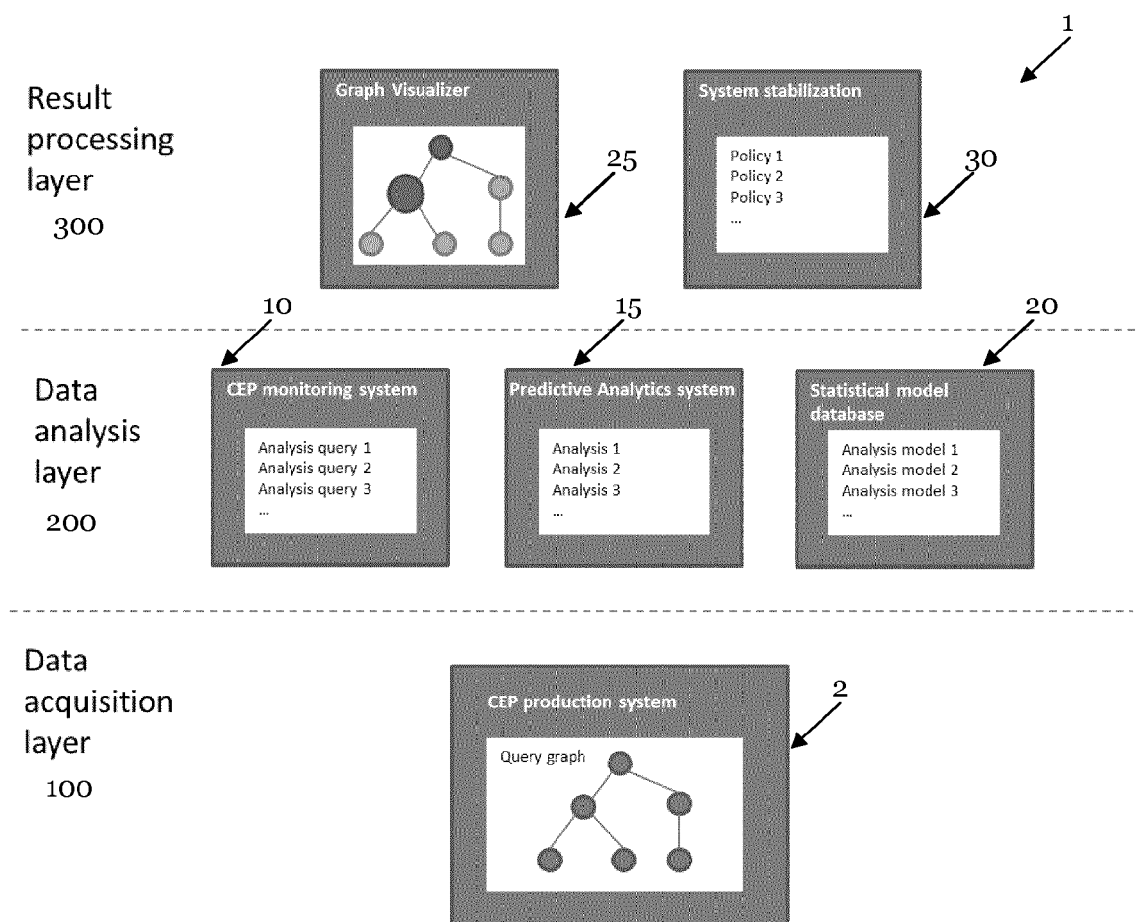 1
Result
processing
layer
300
Graph Visualizer
25
System stabilization
Policy 1
Policy 2
Policy 3
...
30
10
15
20
Data
analysis
layer
200
CEP monitoring system
Analysis query 1
Analysis query 2
Analysis query 3
...
Predictive Analytics system
Analysis 1
Analysis 2
Analysis 3
...
Statistical model
database
Analysis model 1
Analysis model 2
Analysis model 3
...
Data
acquisition
layer
100
CEP production system
Query graph
2